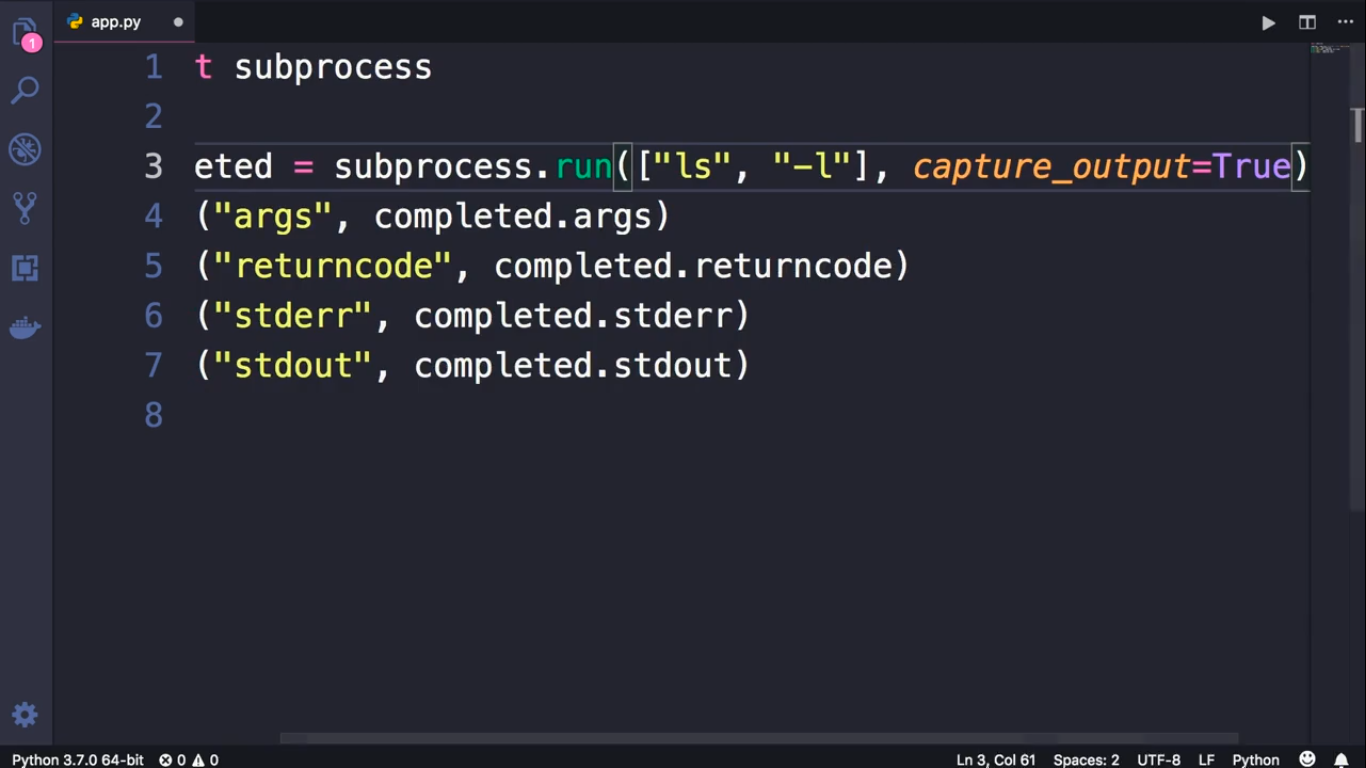 app.py
1
1 t subprocess
2
3 eted = subprocess.run(["ls", "-l"], capture_output=True)
4 ("args", completed.args)
5 ("returncode", completed.returncode)
6 ("stderr", completed.stderr)
7 ("stdout", completed.stdout)
8
Python 3.7.0 64-bit 0 0 Ln 3, Col 61 Spaces: 2 UTF-8 LF Python